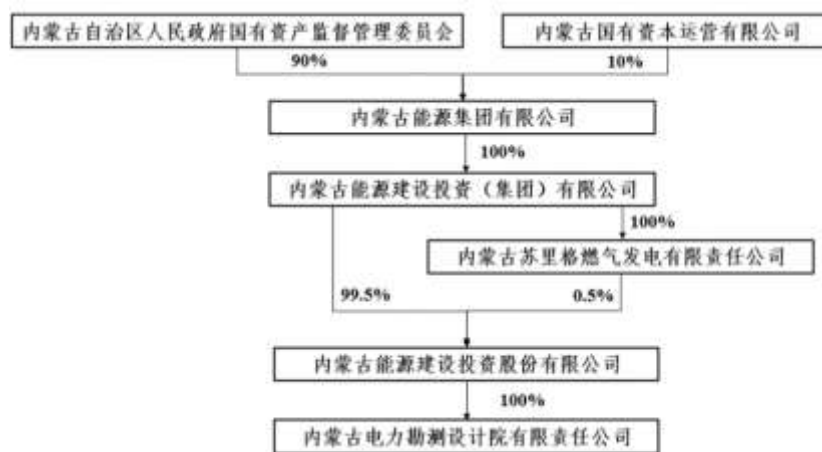 内蒙古自治区人民政府国有资产监督管理委员会
内蒙古国有资本运营有限公司
90%
10%
内蒙古能源集团有限公司
100%
内蒙古能源建设投资（集团）有限公司
100%
内蒙古苏里格燃气发电有限责任公司
99.5%
0.5%
内蒙古能源建设投资股份有限公司
100%
内蒙古电力勘测设计院有限责任公司